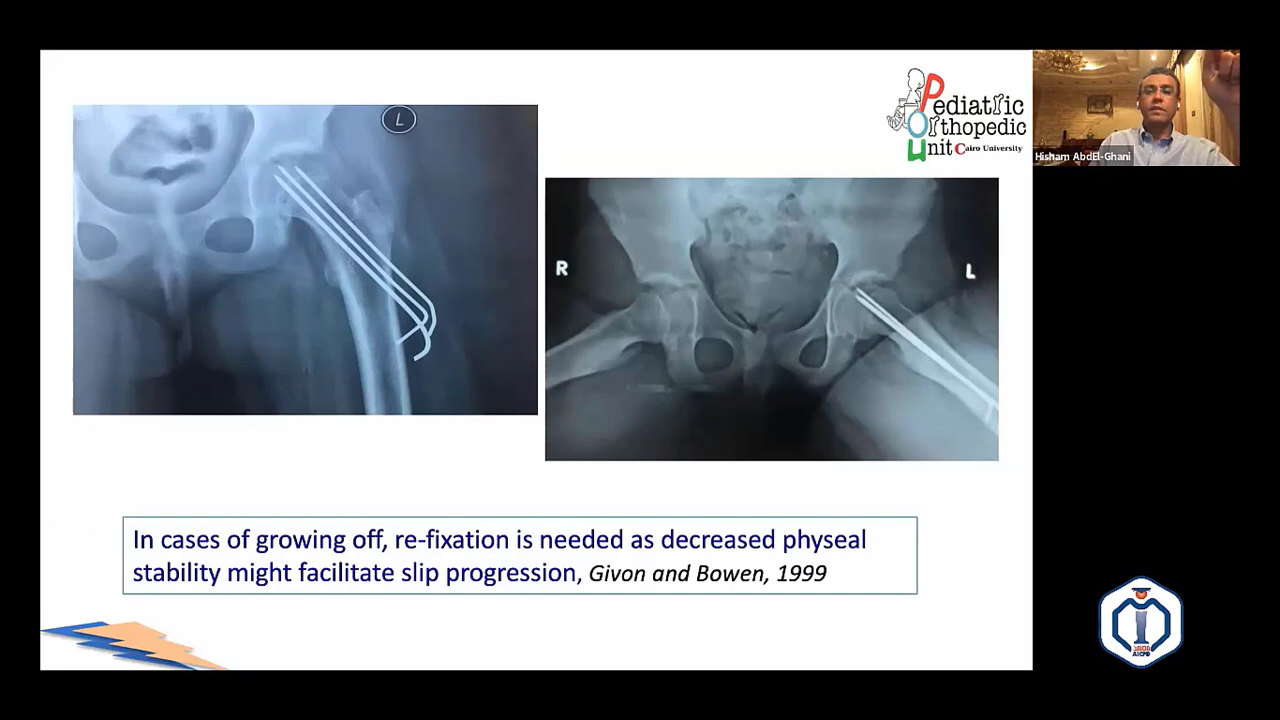 L
Pediatric
Orthopedic
Unit Cairo University
Hisham AbdEl-Ghani
R
L
In cases of growing off, re-fixation is needed as decreased physeal
stability might facilitate slip progression, Givon and Bowen, 1999